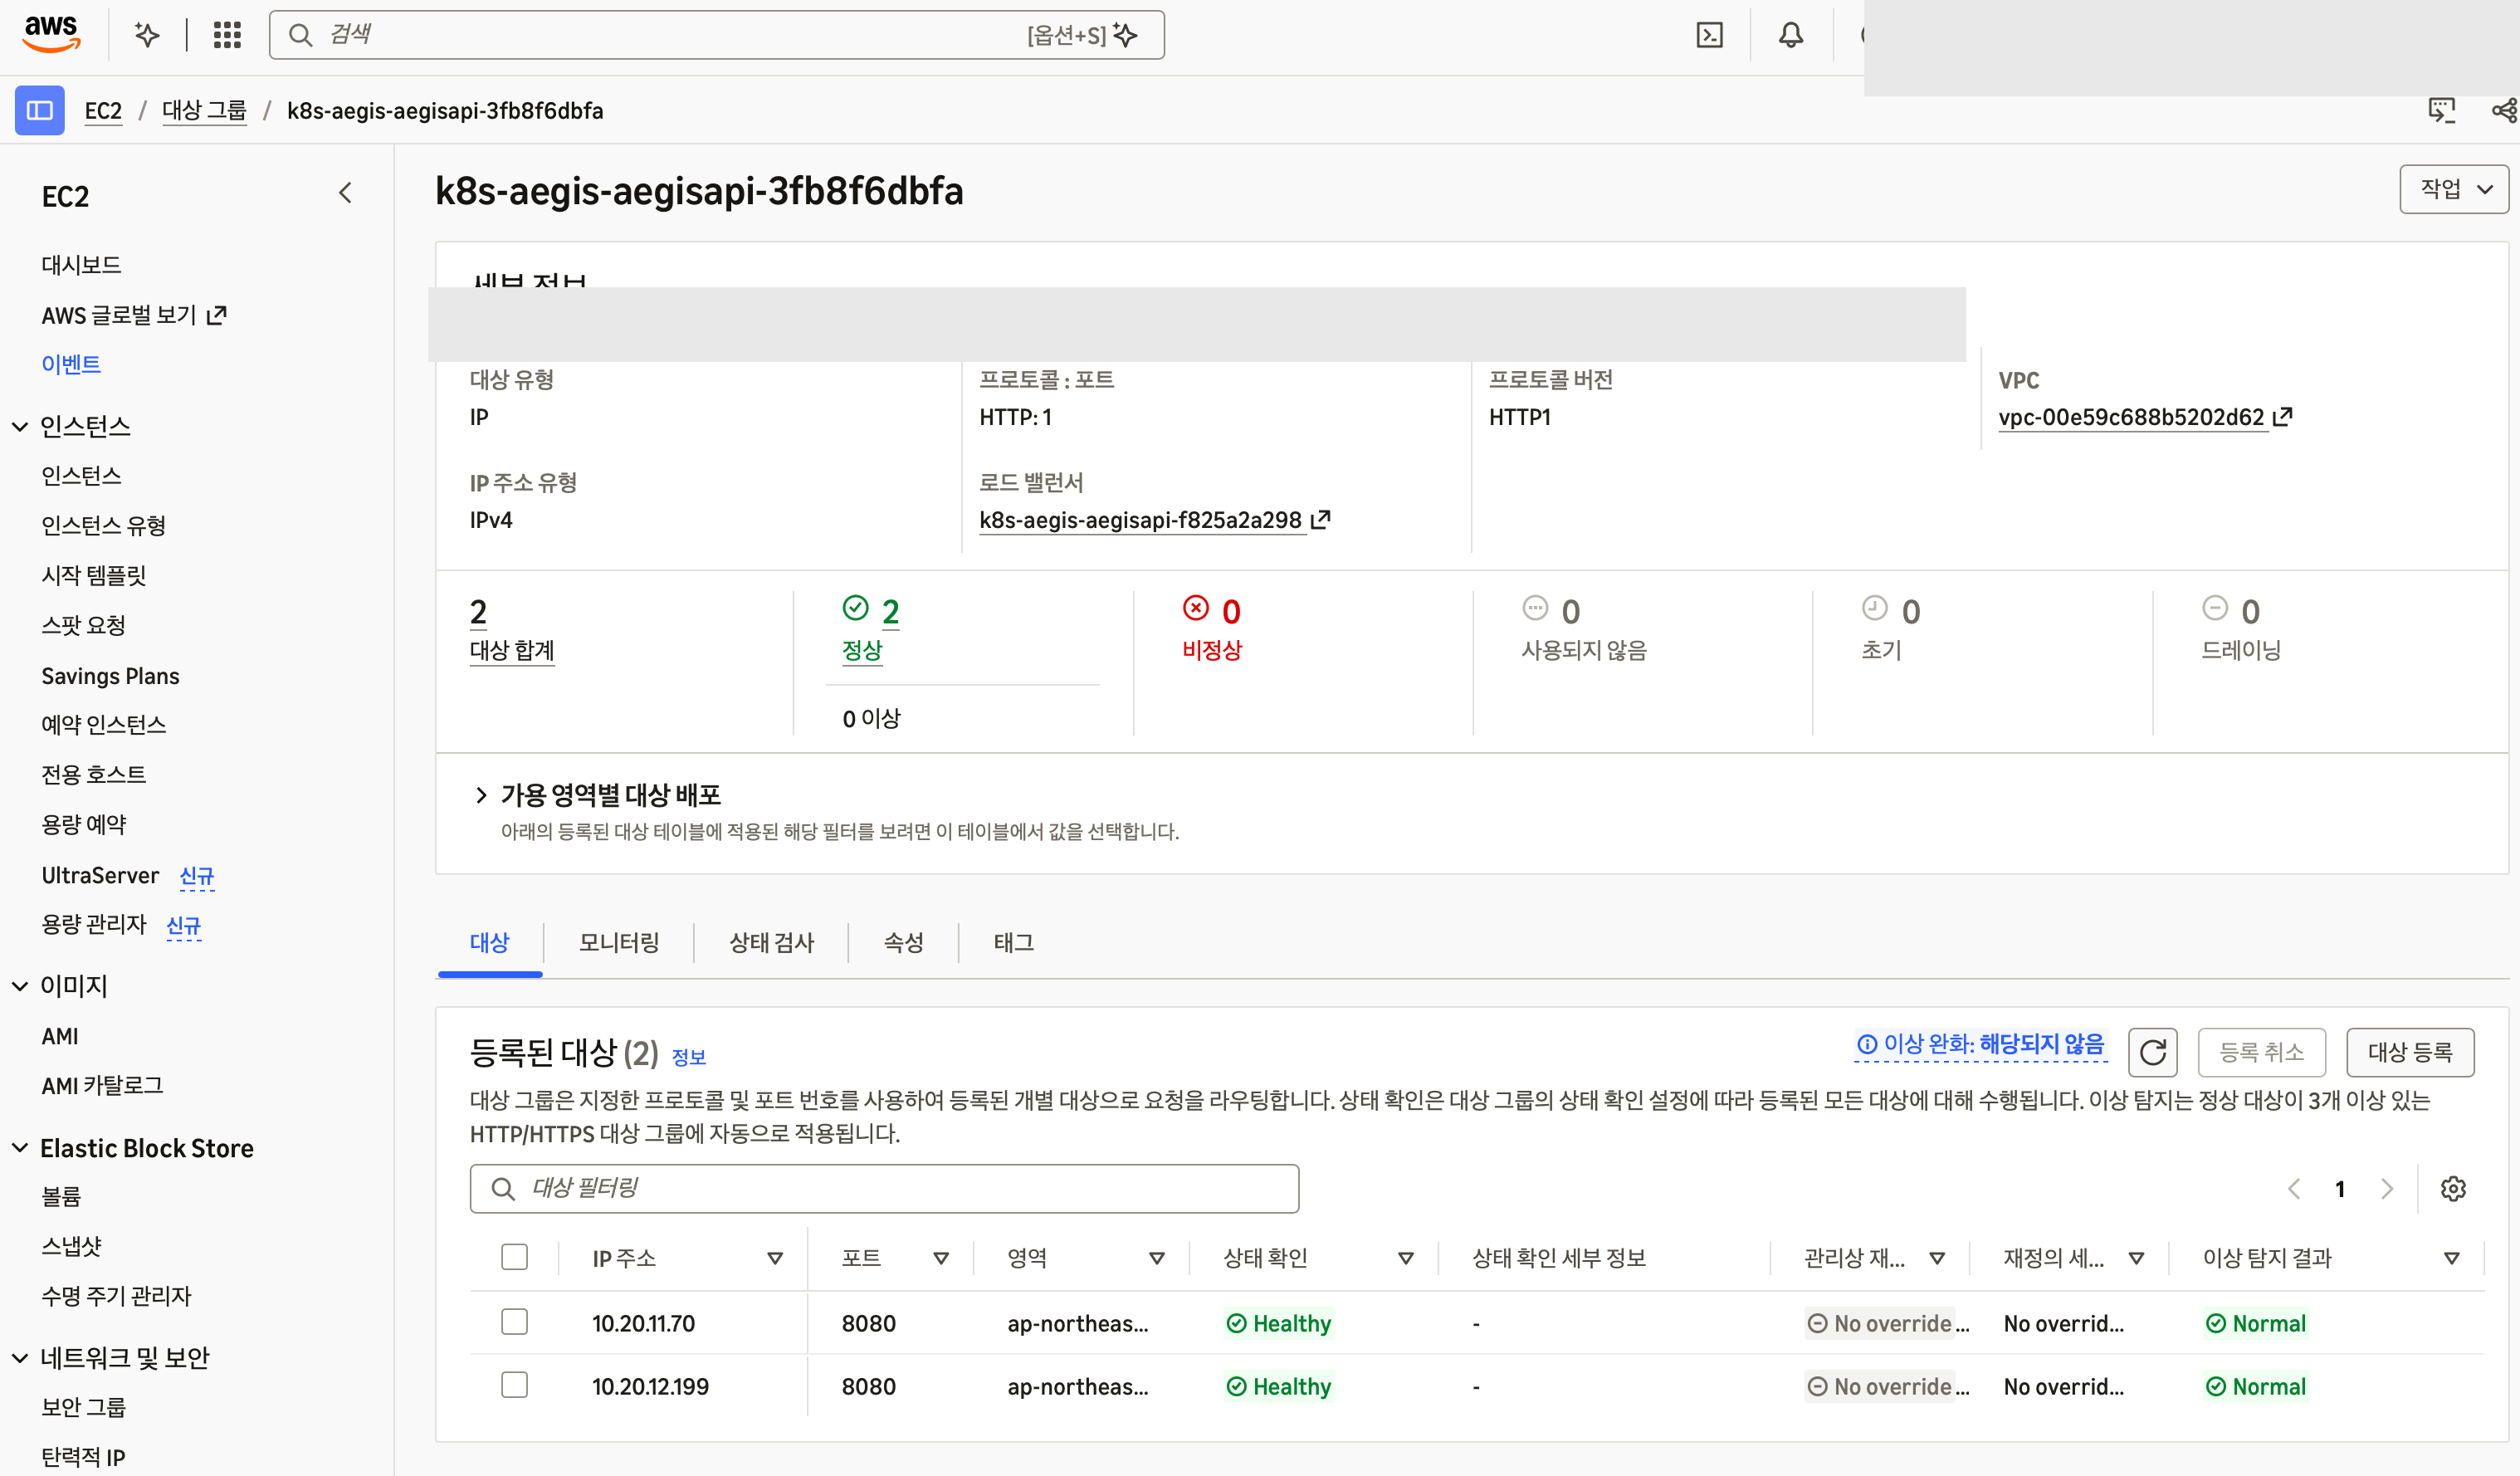 aws
검색
[옵션+S]
EC2 / 대상 그룹 / k8s-aegis-aegisapi-3fb8f6dbfa
EC2
대시보드
AWS 글로벌 보기
이벤트
인스턴스
인스턴스
인스턴스 유형
시작 템플릿
스팟 요청
Savings Plans
예약 인스턴스
전용 호스트
용량 예약
UltraServer 신규
용량 관리자 신규
이미지
AMI
AMI 카탈로그
Elastic Block Store
볼륨
스냅샷
수명 주기 관리자
네트워크 및 보안
보안 그룹
탄력적 IP
k8s-aegis-aegisapi-3fb8f6dbfa
작업
세부 정보
대상 유형
IP
프로토콜 : 포트
HTTP: 1
프로토콜 버전
HTTP1
VPC
vpc-00e59c688b5202d62
IP 주소 유형
IPv4
로드 밸런서
k8s-aegis-aegisapi-f825a2a298
2
대상 합계
2
정상
0 이상
0
비정상
0
사용되지 않음
0
초기
0
드레이닝
가용 영역별 대상 배포
아래의 등록된 대상 테이블에 적용된 해당 필터를 보려면 이 테이블에서 값을 선택합니다.
대상 모니터링 상태 검사 속성 태그
등록된 대상 (2) 정보
이상 완화: 해당되지 않음
등록 취소
대상 등록
대상 그룹은 지정한 프로토콜 및 포트 번호를 사용하여 등록된 개별 대상으로 요청을 라우팅합니다. 상태 확인은 대상 그룹의 상태 확인 설정에 따라 등록된 모든 대상에 대해 수행됩니다. 이상 탐지는 정상 대상이 3개 이상 있는
HTTP/HTTPS 대상 그룹에 자동으로 적용됩니다.
대상 필터링
1
IP 주소 포트 영역 상태 확인 상태 확인 세부 정보 관리상 재... 재정의 세... 이상 탐지 결과
10.20.11.70 8080 ap-northeas... Healthy - No override... No overrid... Normal
10.20.12.199 8080 ap-northeas... Healthy - No override... No overrid... Normal